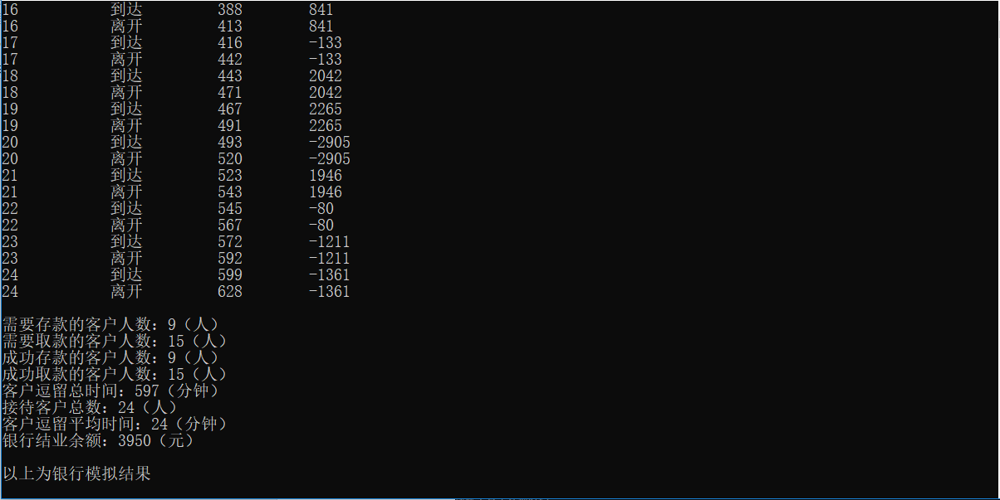 16 到达 388 841
16 离开 413 841
17 到达 416 -133
17 离开 442 -133
18 到达 443 2042
18 离开 471 2042
19 到达 467 2265
19 离开 491 2265
20 到达 493 -2905
20 离开 520 -2905
21 到达 523 1946
21 离开 543 1946
22 到达 545 -80
22 离开 567 -80
23 到达 572 -1211
23 离开 592 -1211
24 到达 599 -1361
24 离开 628 -1361
需要存款的客户人数：9（人）
需要取款的客户人数：15（人）
成功存款的客户人数：9（人）
成功取款的客户人数：15（人）
客户逗留总时间：597（分钟）
接待客户总数：24（人）
客户逗留平均时间：24（分钟）
银行结业余额：3950（元）
以上为银行模拟结果